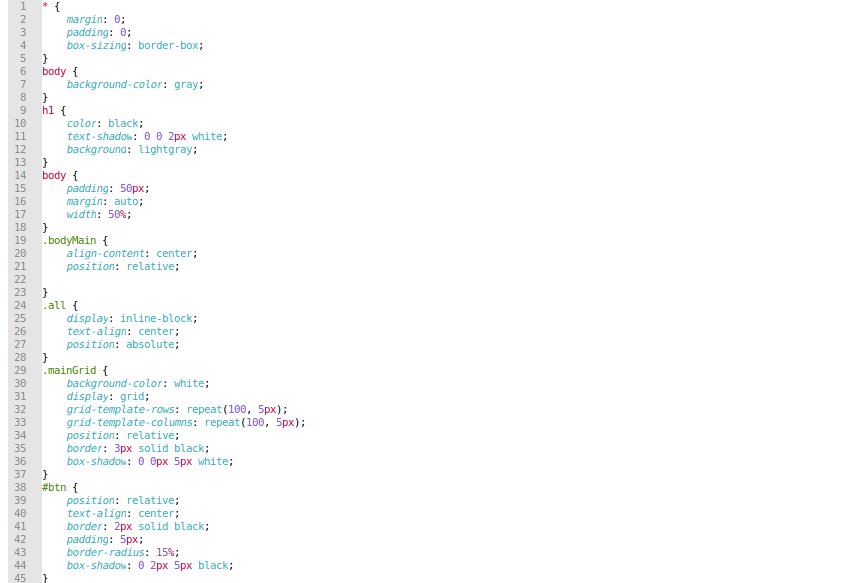 1 * {
2 margin: 0;
3 padding: 0;
4 box-sizing: border-box;
5 }
6 body {
7 background-color: gray;
8 }
9 h1 {
10 color: black;
11 text-shadow: 0 0 2px white;
12 background: lightgray;
13 }
14 body {
15 padding: 50px;
16 margin: auto;
17 width: 50%;
18 }
19 .bodyMain {
20 align-content: center;
21 position: relative;
22
23 }
24 .all {
25 display: inline-block;
26 text-align: center;
27 position: absolute;
28 }
29 .mainGrid {
30 background-color: white;
31 display: grid;
32 grid-template-rows: repeat(100, 5px);
33 grid-template-columns: repeat(100, 5px);
34 position: relative;
35 border: 3px solid black;
36 box-shadow: 0 0px 5px white;
37 }
38 #btn {
39 position: relative;
40 text-align: center;
41 border: 2px solid black;
42 padding: 5px;
43 border-radius: 15%;
44 box-shadow: 0 2px 5px black;
45 }